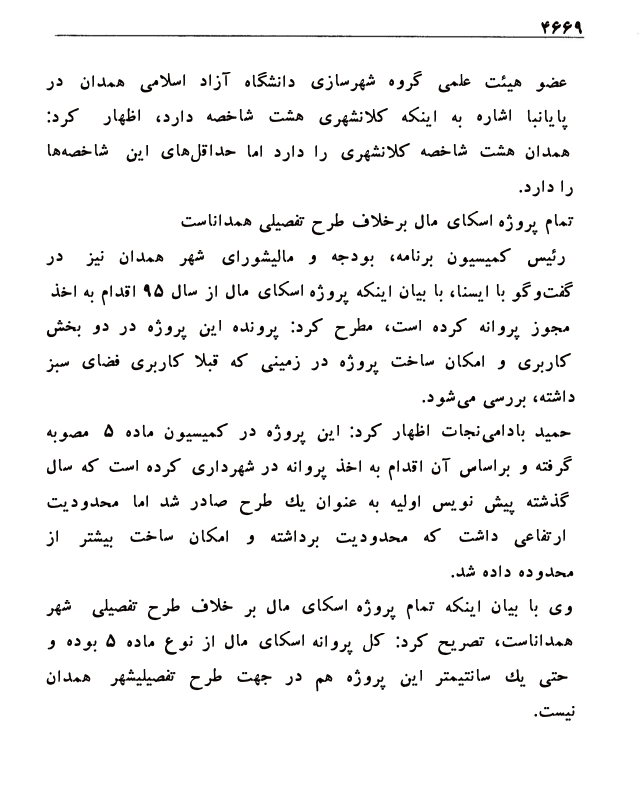 ۴۶۶۹
عضو هیئت علمی گروه شهرسازی دانشگاه آزاد اسلامی همدان در
پایانبا اشاره به اینکه کلانشهری هشت شاخصه دارد، اظهار کرد:
همدان هشت شاخصه کلانشهری را دارد اما حداقل‌های این شاخصه‌ها
را دارد.
تمام پروژه اسکای مال برخلاف طرح تفصیلی همداناست
رئیس کمیسیون برنامه، بودجه و مالیشورای شهر همدان نیز در
گفت‌وگو با ایسنا، با بیان اینکه پروژه اسکای مال از سال ۹۵ اقدام به اخذ
مجوز پروانه کرده است، مطرح کرد: پرونده این پروژه در دو بخش
کاربری و امکان ساخت پروژه در زمینی که قبلا کاربری فضای سبز
داشته، بررسی می‌شود.
حمید بادامی‌نجات اظهار کرد: این پروژه در کمیسیون ماده ۵ مصوبه
گرفته و براساس آن اقدام به اخذ پروانه در شهرداری کرده است که سال
گذشته پیش نویس اولیه به عنوان یك طرح صادر شد اما محدودیت
ارتفاعی داشت که محدودیت برداشته و امکان ساخت بیشتر از
محدوده داده شد.
وی با بیان اینکه تمام پروژه اسکای مال بر خلاف طرح تفصیلی شهر
همداناست، تصریح کرد: کل پروانه اسکای مال از نوع ماده ۵ بوده و
حتی یك سانتیمتر این پروژه هم در جهت طرح تفصیلیشهر همدان
نیست.